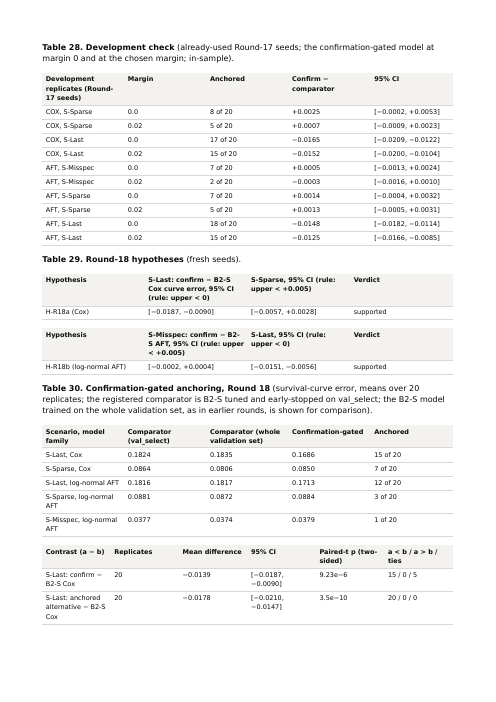 Table 28. Development check (already-used Round-17 seeds; the confirmation-gated model at
margin 0 and at the chosen margin; in-sample).
Development replicates (Round-17 seeds) Margin Anchored Confirm − comparator 95% CI
COX, S-Sparse 0.0 8 of 20 +0.0025 [−0.0002, +0.0053]
COX, S-Sparse 0.02 5 of 20 +0.0007 [−0.0009, +0.0023]
COX, S-Last 0.0 17 of 20 −0.0165 [−0.0209, −0.0122]
COX, S-Last 0.02 15 of 20 −0.0152 [−0.0200, −0.0104]
AFT, S-Misspec 0.0 7 of 20 +0.0005 [−0.0013, +0.0024]
AFT, S-Misspec 0.02 2 of 20 −0.0003 [−0.0016, +0.0010]
AFT, S-Sparse 0.0 7 of 20 +0.0014 [−0.0004, +0.0032]
AFT, S-Sparse 0.02 5 of 20 +0.0013 [−0.0005, +0.0031]
AFT, S-Last 0.0 18 of 20 −0.0148 [−0.0182, −0.0114]
AFT, S-Last 0.02 15 of 20 −0.0125 [−0.0166, −0.0085]
Table 29. Round-18 hypotheses (fresh seeds).
Hypothesis S-Last: confirm − B2-S Cox curve error, 95% CI (rule: upper < 0) S-Sparse, 95% CI (rule: upper < +0.005) Verdict
H-R18a (Cox) [−0.0187, −0.0090] [−0.0057, +0.0028] supported
Hypothesis S-Misspec: confirm − B2-S AFT, 95% CI (rule: upper < +0.005) S-Last, 95% CI (rule: upper < 0) Verdict
H-R18b (log-normal AFT) [−0.0002, +0.0004] [−0.0151, −0.0056] supported
Table 30. Confirmation-gated anchoring, Round 18 (survival-curve error, means over 20
replicates; the registered comparator is B2-S tuned and early-stopped on val_select; the B2-S model
trained on the whole validation set, as in earlier rounds, is shown for comparison).
Scenario, model family Comparator (val_select) Comparator (whole validation set) Confirmation-gated Anchored
S-Last, Cox 0.1824 0.1835 0.1686 15 of 20
S-Sparse, Cox 0.0864 0.0806 0.0850 7 of 20
S-Last, log-normal AFT 0.1816 0.1817 0.1713 12 of 20
S-Sparse, log-normal AFT 0.0881 0.0872 0.0884 3 of 20
S-Misspec, log-normal AFT 0.0377 0.0374 0.0379 1 of 20
Contrast (a − b) Replicates Mean difference 95% CI Paired-t p (two-sided) a < b / a > b / ties
S-Last: confirm − B2-S Cox 20 −0.0139 [−0.0187, −0.0090] 9.23e−6 15 / 0 / 5
S-Last: anchored alternative − B2-S Cox 20 −0.0178 [−0.0210, −0.0147] 3.5e−10 20 / 0 / 0